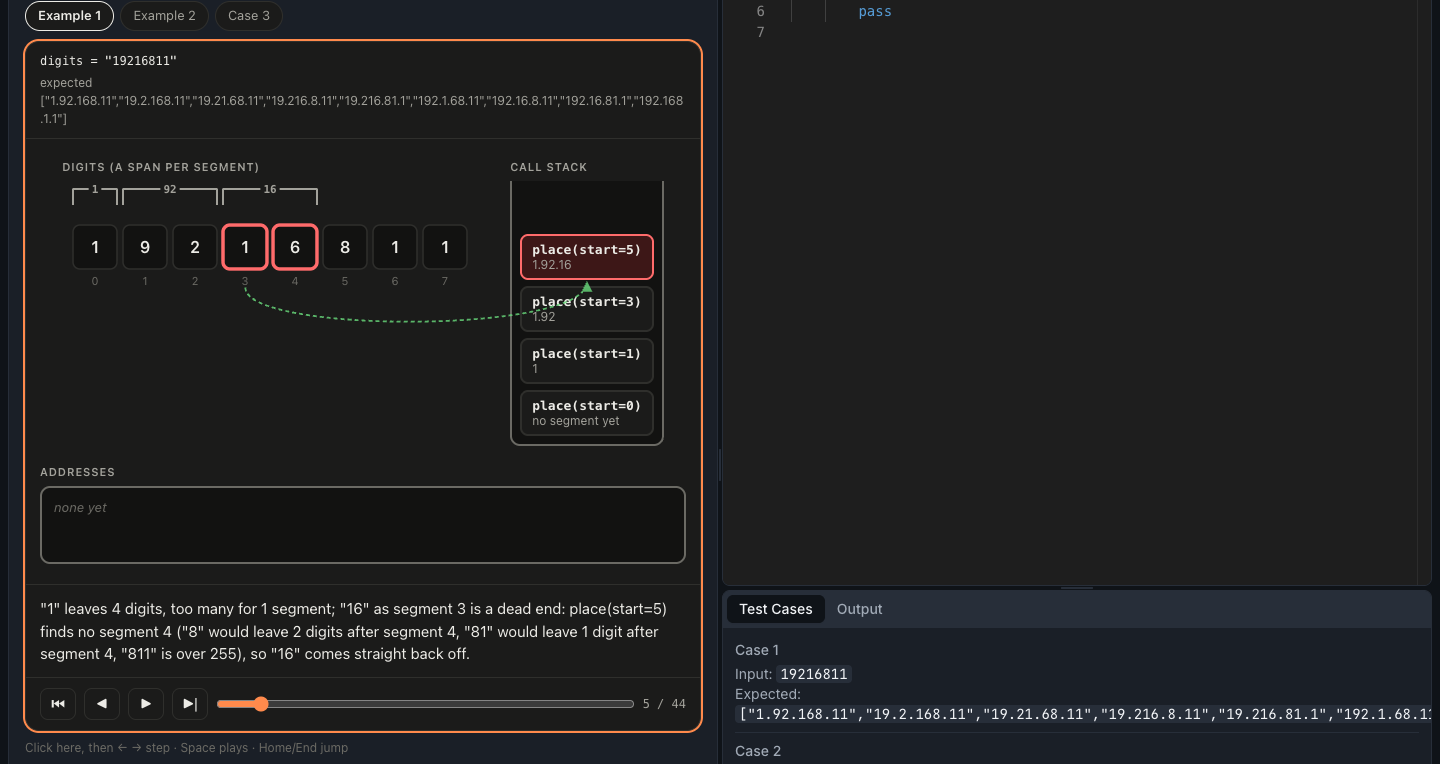 Example 1
Example 2
Case 3
digits = "19216811"
expected
["1.92.168.11","19.2.168.11","19.21.68.11","19.216.8.11","19.216.81.1","192.1.68.11","192.16.8.11","192.16.81.1","192.168
.1.1"]
DIGITS (A SPAN PER SEGMENT)
1 92 16
1 9 2 1 6 8 1 1
0 1 2 3 4 5 6 7
CALL STACK
place(start=5)
1.92.16
place(start=3)
1.92
place(start=1)
1
place(start=0)
no segment yet
ADDRESSES
none yet
"1" leaves 4 digits, too many for 1 segment; "16" as segment 3 is a dead end: place(start=5)
finds no segment 4 ("8" would leave 2 digits after segment 4, "81" would leave 1 digit after
segment 4, "811" is over 255), so "16" comes straight back off.
5 / 44
Click here, then ← → step · Space plays · Home/End jump
6 pass
7
Test Cases
Output
Case 1
Input: 19216811
Expected:
["1.92.168.11","19.2.168.11","19.21.68.11","19.216.8.11","19.216.81.1","192.1.68.11
Case 2